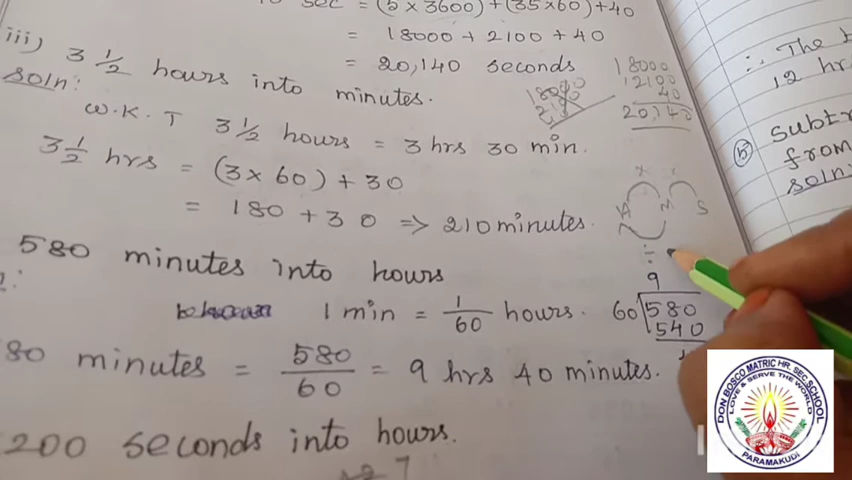 sec = (5 x 3600) + (35 x 60) + 40
= 18000 + 2100 + 40
= 20,140 seconds
18000
2100
40
20,140
iii) 3 1/2 hours into minutes.
Soln:
W.K.T 3 1/2 hours = 3 hrs 30 min.
3 1/2 hrs = (3 x 60) + 30
= 180 + 30 => 210 minutes.
H M S
÷
580 minutes into hours
1 min = 1/60 hours.
9
60)580
540
80 minutes = 580/60 = 9 hrs 40 minutes.
200 seconds into hours.
∴ The
12 hr
b) Subtr
from
Soln:
DON BOSCO MATRIC HR. SEC SCHOOL
LOVE & SERVE THE WORLD
PARAMAKUDI